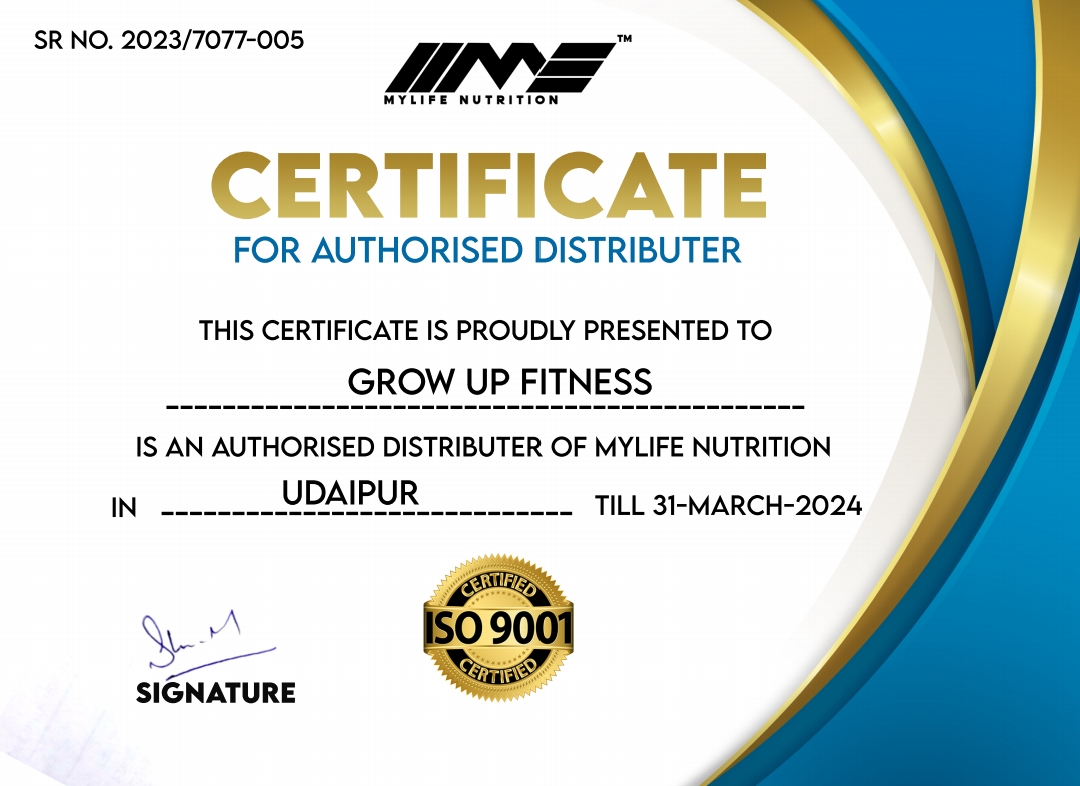 SR NO. 2023/7077-005
TM
MYLIFE NUTRITION
CERTIFICATE
FOR AUTHORISED DISTRIBUTER
THIS CERTIFICATE IS PROUDLY PRESENTED TO
GROW UP FITNESS
IS AN AUTHORISED DISTRIBUTER OF MYLIFE NUTRITION
IN UDAIPUR TILL 31-MARCH-2024
CERTIFIED
ISO 9001
CERTIFIED
SIGNATURE